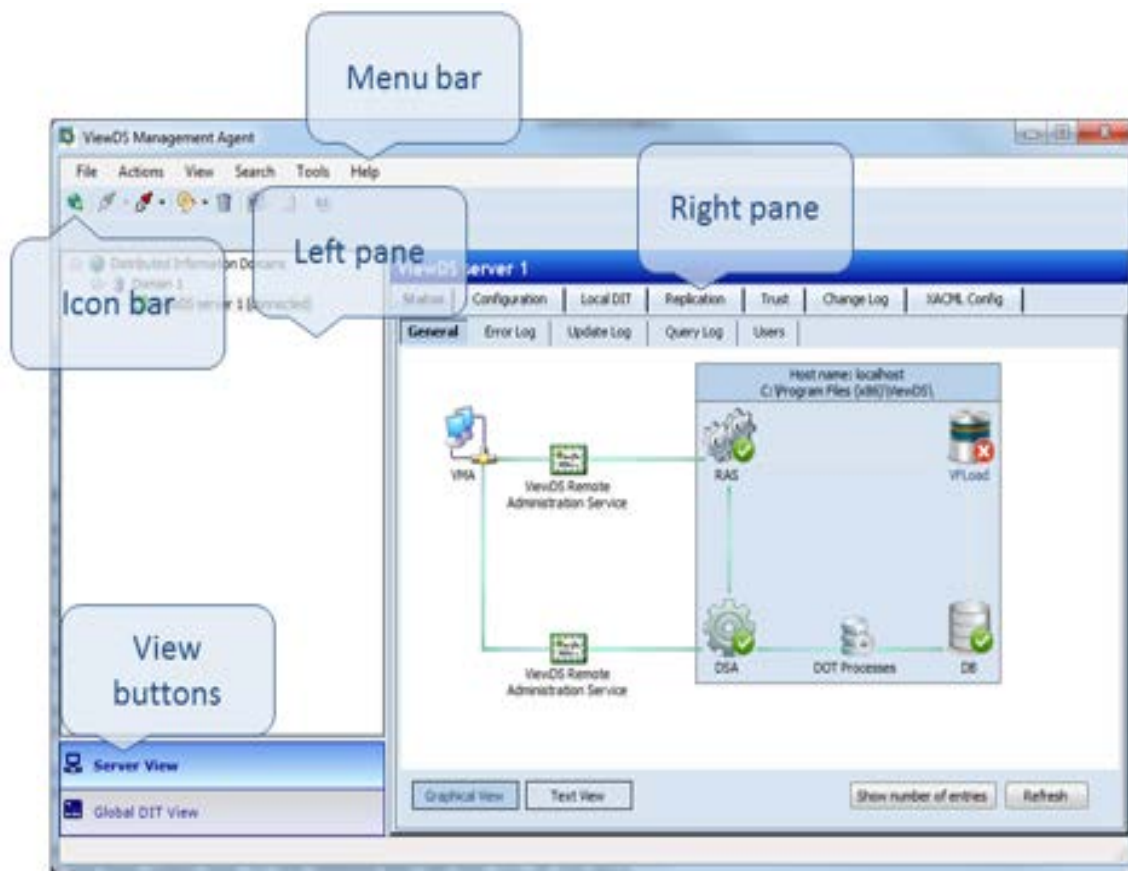 Menu bar
ViewDS Management Agent
File Actions View Search Tools Help
Right pane
Left pane
Icon bar
Distributed Information Domains
Domain 1
server 1 (connected)
ViewDS server 1
Status Configuration Local DIT Replication Trust Change Log XACML Config
General Error Log Update Log Query Log Users
Host name: localhost
C:\Program Files (x86)\ViewDS\
VMA
ViewDS Remote
Administration Service
RAS
VFLoad
View
buttons
ViewDS Remote
Administration Service
DSA
DOT Processes
DB
Server View
Global DIT View
Graphical View Text View Show number of entries Refresh